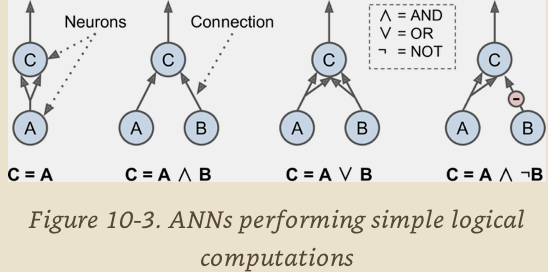 Neurons
Connection
∧ = AND
∨ = OR
¬ = NOT
C
C
C
C
A
A
B
A
B
A
B
C = A
C = A ∧ B
C = A ∨ B
C = A ∧ ¬B
Figure 10-3. ANNs performing simple logical
computations